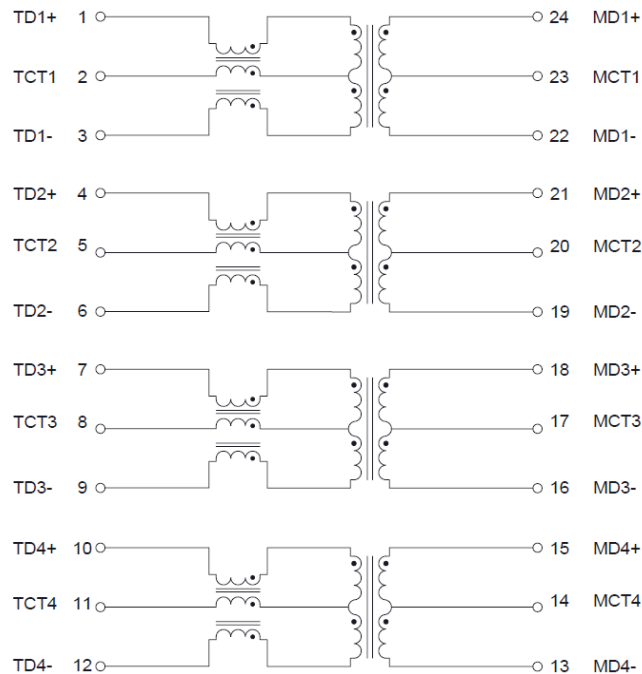 TD1+ 1 24 MD1+
TCT1 2 23 MCT1
TD1- 3 22 MD1-
TD2+ 4 21 MD2+
TCT2 5 20 MCT2
TD2- 6 19 MD2-
TD3+ 7 18 MD3+
TCT3 8 17 MCT3
TD3- 9 16 MD3-
TD4+ 10 15 MD4+
TCT4 11 14 MCT4
TD4- 12 13 MD4-